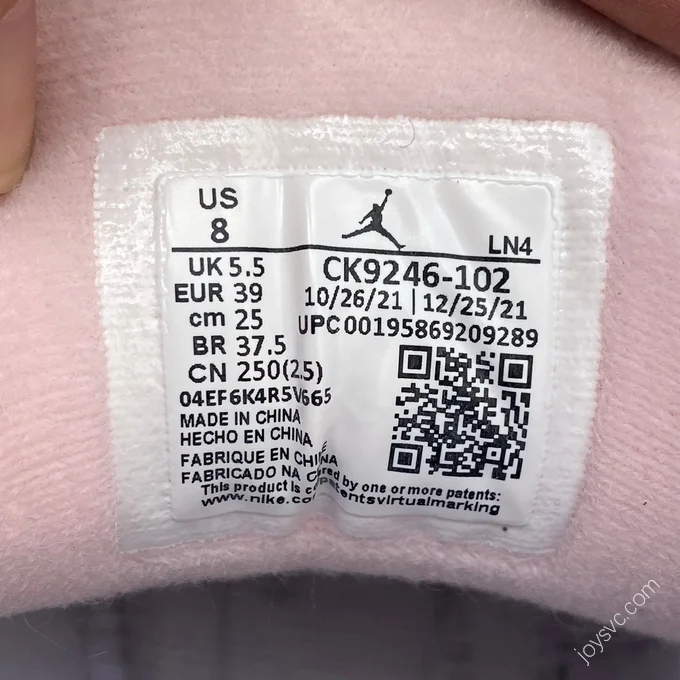 US
8
LN4
UK 5.5
EUR 39
cm 25
BR 37.5
CN 250(2.5)
CK9246-102
10/26/21 | 12/25/21
UPC 00195869209289
04EF6K4R5V665
MADE IN CHINA
HECHO EN CHINA
FABRIQUE EN CHINE
FABRICADO NA CHINA
This product is covered by one or more patents:
www.nike.com/patentsvirtualmarking
joysvc.com